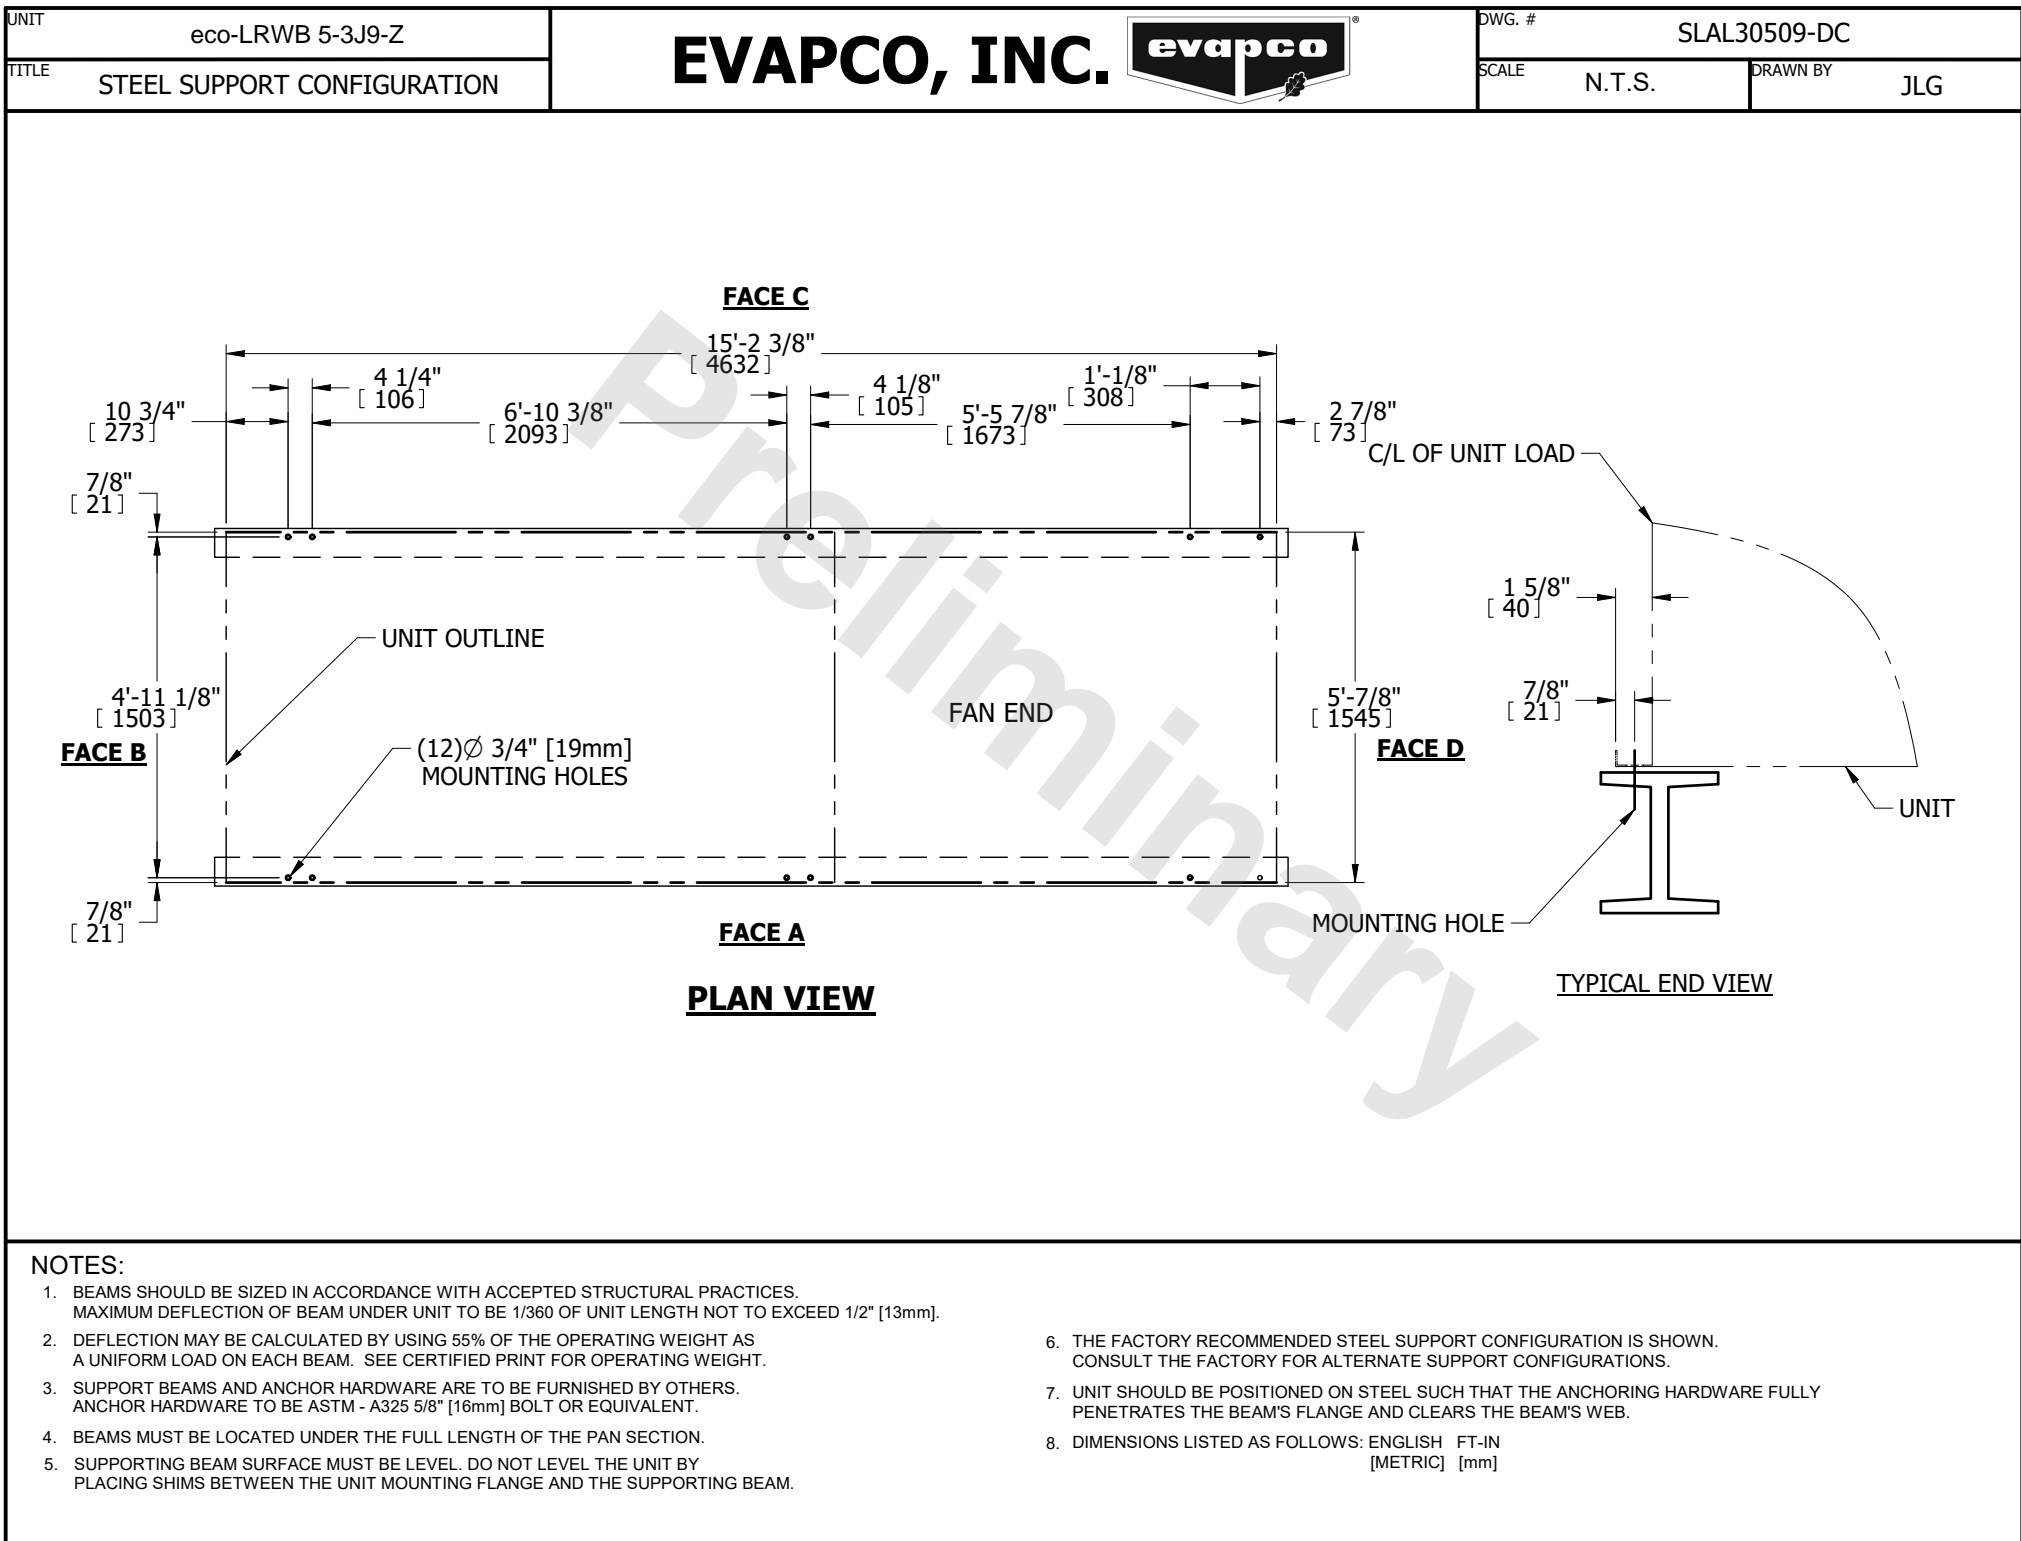 UNIT
eco-LRWB 5-3J9-Z
TITLE
STEEL SUPPORT CONFIGURATION
EVAPCO, INC.
evapco
®
DWG. #
SLAL30509-DC
SCALE
N.T.S.
DRAWN BY
JLG
FACE C
15'-2 3/8"
[ 4632]
4 1/4"
[ 106]
4 1/8"
[ 105]
1'-1/8"
[ 308]
10 3/4"
[ 273]
6'-10 3/8"
[ 2093]
5'-5 7/8"
[ 1673]
2 7/8"
[ 73]
C/L OF UNIT LOAD
7/8"
[ 21]
1 5/8"
[ 40]
UNIT OUTLINE
4'-11 1/8"
[ 1503]
FAN END
5'-7/8"
[ 1545]
7/8"
[ 21]
FACE B
(12)Ø 3/4" [19mm]
MOUNTING HOLES
FACE D
UNIT
7/8"
[ 21]
FACE A
MOUNTING HOLE
PLAN VIEW
TYPICAL END VIEW
Preliminary
NOTES:
1. BEAMS SHOULD BE SIZED IN ACCORDANCE WITH ACCEPTED STRUCTURAL PRACTICES.
MAXIMUM DEFLECTION OF BEAM UNDER UNIT TO BE 1/360 OF UNIT LENGTH NOT TO EXCEED 1/2" [13mm].
2. DEFLECTION MAY BE CALCULATED BY USING 55% OF THE OPERATING WEIGHT AS
A UNIFORM LOAD ON EACH BEAM. SEE CERTIFIED PRINT FOR OPERATING WEIGHT.
3. SUPPORT BEAMS AND ANCHOR HARDWARE ARE TO BE FURNISHED BY OTHERS.
ANCHOR HARDWARE TO BE ASTM - A325 5/8" [16mm] BOLT OR EQUIVALENT.
4. BEAMS MUST BE LOCATED UNDER THE FULL LENGTH OF THE PAN SECTION.
5. SUPPORTING BEAM SURFACE MUST BE LEVEL. DO NOT LEVEL THE UNIT BY
PLACING SHIMS BETWEEN THE UNIT MOUNTING FLANGE AND THE SUPPORTING BEAM.
6. THE FACTORY RECOMMENDED STEEL SUPPORT CONFIGURATION IS SHOWN.
CONSULT THE FACTORY FOR ALTERNATE SUPPORT CONFIGURATIONS.
7. UNIT SHOULD BE POSITIONED ON STEEL SUCH THAT THE ANCHORING HARDWARE FULLY
PENETRATES THE BEAM'S FLANGE AND CLEARS THE BEAM'S WEB.
8. DIMENSIONS LISTED AS FOLLOWS: ENGLISH FT-IN
[METRIC] [mm]